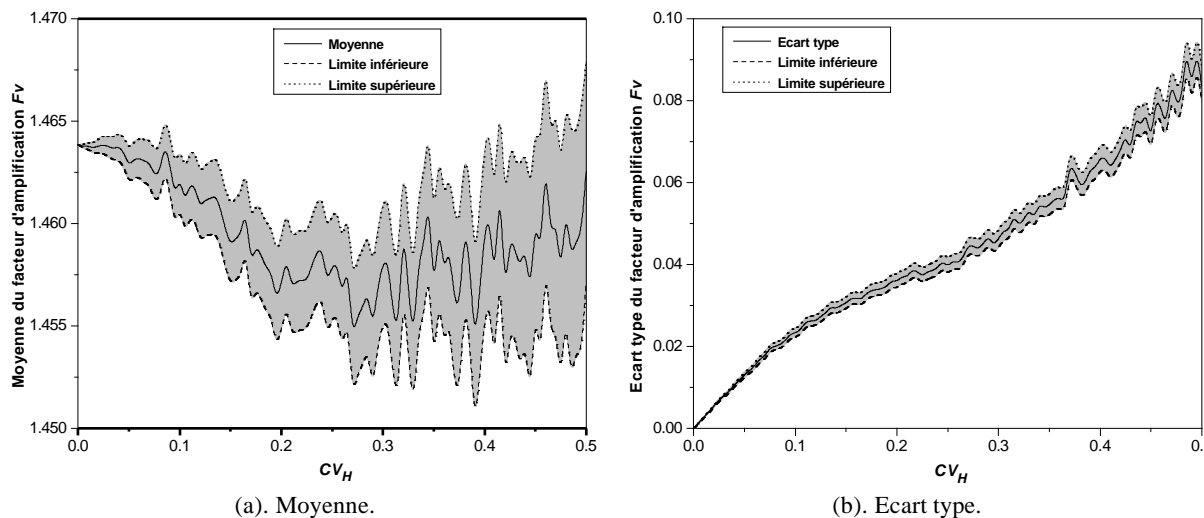 1.470
1.465
1.460
1.455
1.450
Moyenne du facteur d'amplification Fv
Moyenne
Limite inférieure
Limite supérieure
0.0 0.1 0.2 0.3 0.4 0.5
CV_H
(a). Moyenne.
0.10
0.08
0.06
0.04
0.02
0.00
Ecart type du facteur d'amplification Fv
Ecart type
Limite inférieure
Limite supérieure
0.0 0.1 0.2 0.3 0.4 0.
CV_H
(b). Ecart type.